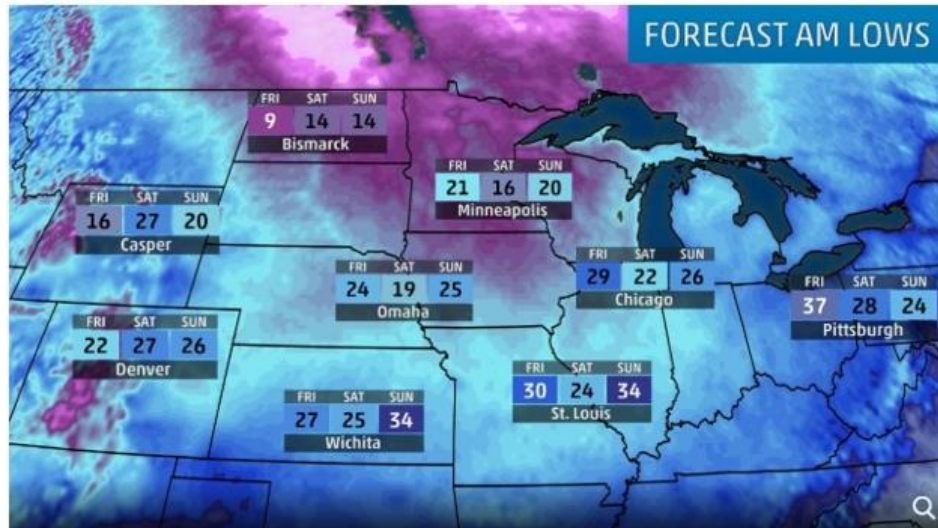 FORECAST AM LOWS
FRI SAT SUN
9 14 14
Bismarck
FRI SAT SUN
21 16 20
Minneapolis
FRI SAT SUN
16 27 20
Casper
FRI SAT SUN
24 19 25
Omaha
FRI SAT SUN
29 22 26
Chicago
FRI SAT SUN
37 28 24
Pittsburgh
FRI SAT SUN
22 27 26
Denver
FRI SAT SUN
30 24 34
St. Louis
FRI SAT SUN
27 25 34
Wichita